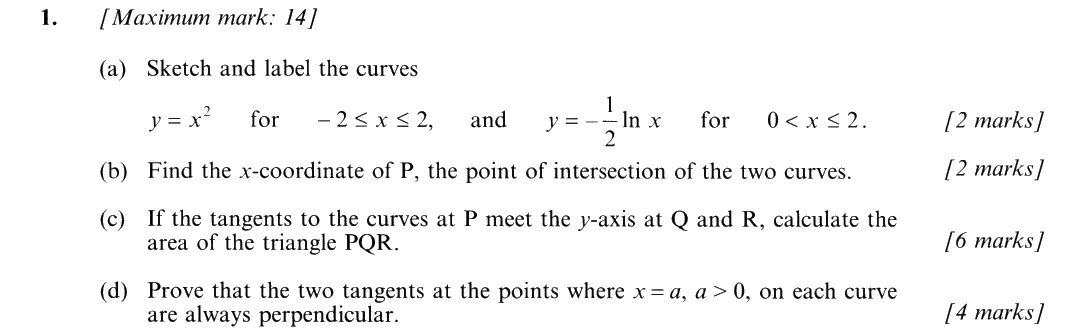 1. [Maximum mark: 14]
(a) Sketch and label the curves
y = x² for – 2 ≤ x ≤ 2, and y = – 1/2 ln x for 0 < x ≤ 2. [2 marks]
(b) Find the x-coordinate of P, the point of intersection of the two curves. [2 marks]
(c) If the tangents to the curves at P meet the y-axis at Q and R, calculate the
area of the triangle PQR. [6 marks]
(d) Prove that the two tangents at the points where x = a, a > 0, on each curve
are always perpendicular. [4 marks]